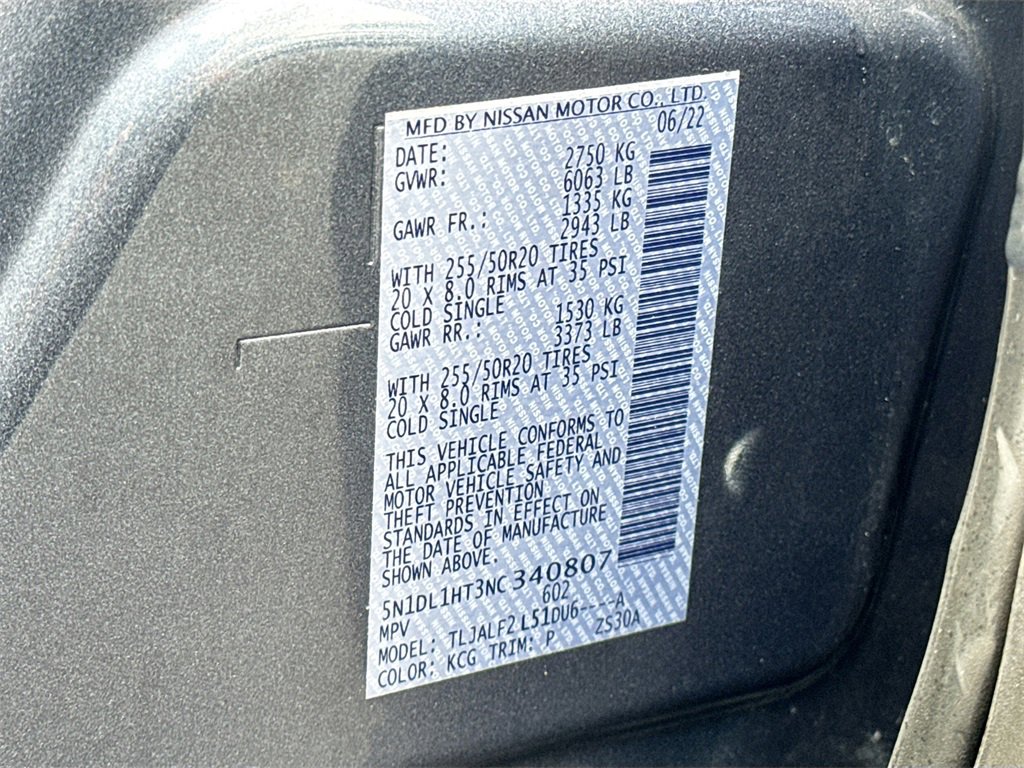 MFD BY NISSAN MOTOR CO., LTD.
DATE: 06/22
GVWR: 2750 KG
6063 LB
GAWR FR.: 1335 KG
2943 LB
WITH 255/50R20 TIRES
20 X 8.0 RIMS AT 35 PSI
COLD SINGLE
GAWR RR.: 1530 KG
3373 LB
WITH 255/50R20 TIRES
20 X 8.0 RIMS AT 35 PSI
COLD SINGLE
THIS VEHICLE CONFORMS TO
ALL APPLICABLE FEDERAL
MOTOR VEHICLE SAFETY AND
THEFT PREVENTION
STANDARDS IN EFFECT ON
THE DATE OF MANUFACTURE
SHOWN ABOVE.
5N1DL1HT3NC340807
MPV 602
MODEL: TLJALF2 L51DU6----A
COLOR: KCG TRIM: P ZS30A